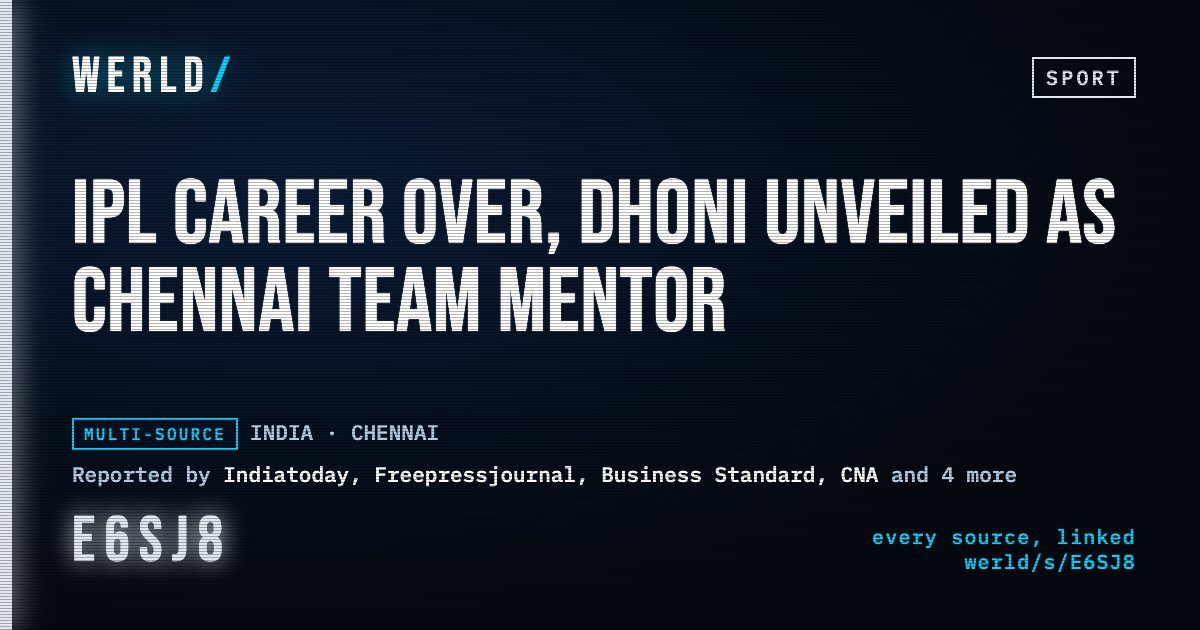 WERLD/
SPORT
IPL CAREER OVER, DHONI UNVEILED AS
CHENNAI TEAM MENTOR
MULTI-SOURCE INDIA · CHENNAI
Reported by Indiatoday, Freepressjournal, Business Standard, CNA and 4 more
E6SJ8
every source, linked
werld/s/E6SJ8